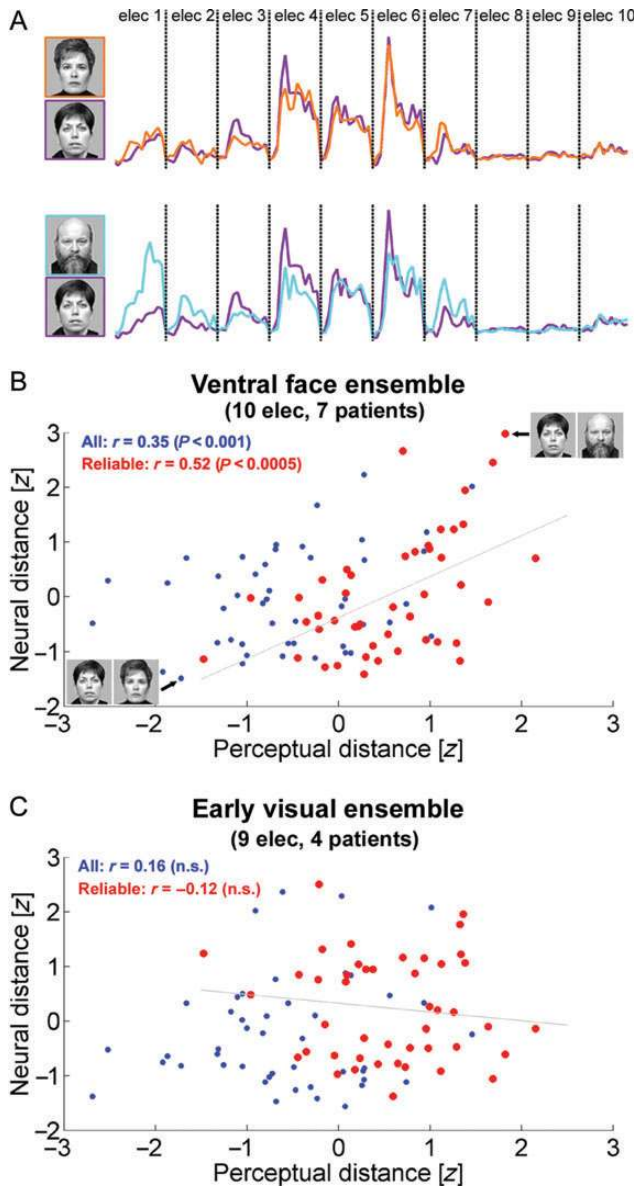 A
elec 1 elec 2 elec 3 elec 4 elec 5 elec 6 elec 7 elec 8 elec 9 elec 10
B
Ventral face ensemble
(10 elec, 7 patients)
All: r = 0.35 (P < 0.001)
Reliable: r = 0.52 (P < 0.0005)
Neural distance [z]
3
2
1
0
−1
−2
−3 −2 −1 0 1 2 3
Perceptual distance [z]
C
Early visual ensemble
(9 elec, 4 patients)
All: r = 0.16 (n.s.)
Reliable: r = −0.12 (n.s.)
Neural distance [z]
3
2
1
0
−1
−2
−3 −2 −1 0 1 2 3
Perceptual distance [z]